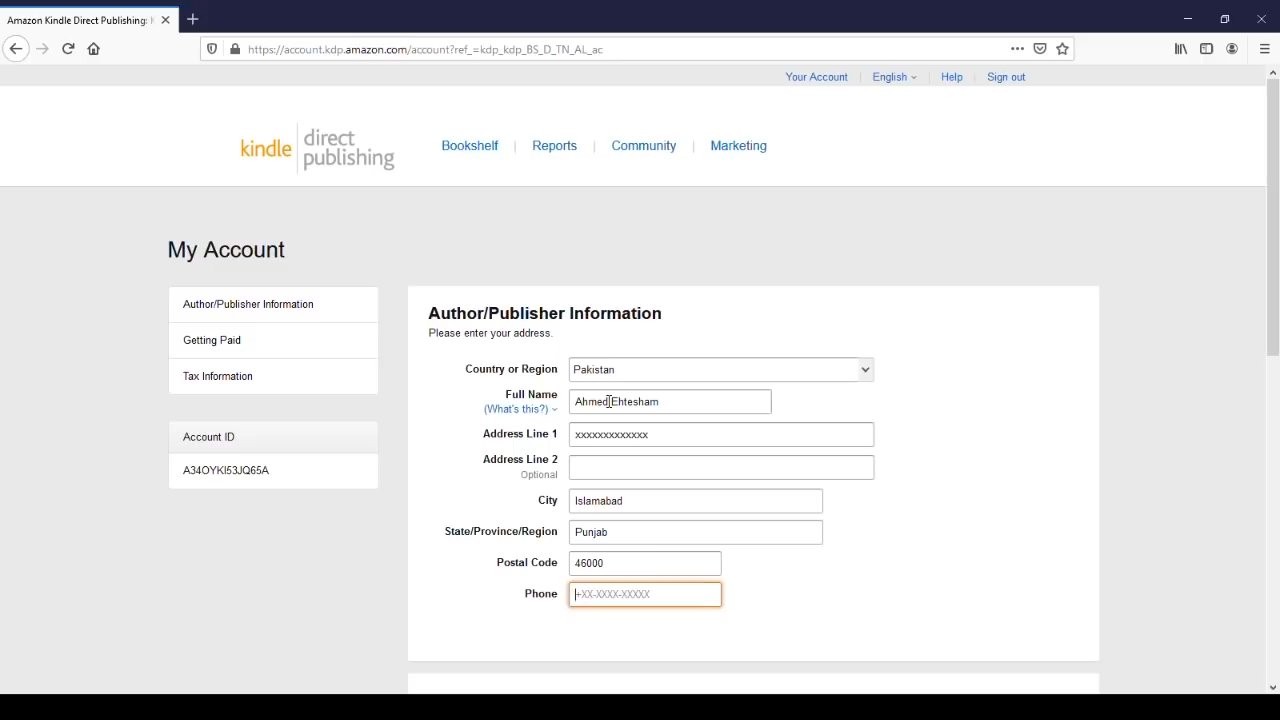 Amazon Kindle Direct Publishing:
https://account.kdp.amazon.com/account?ref_=kdp_kdp_BS_D_TN_AL_ac
Your Account English Help Sign out
kindle direct publishing
Bookshelf Reports Community Marketing
My Account
Author/Publisher Information
Getting Paid
Tax Information
Account ID
A34OYKI53JQ65A
Author/Publisher Information
Please enter your address.
Country or Region Pakistan
Full Name Ahmed Ehtesham
(What's this?)
Address Line 1 xxxxxxxxxxxxx
Address Line 2
Optional
City Islamabad
State/Province/Region Punjab
Postal Code 46000
Phone +XX-XXXX-XXXXX